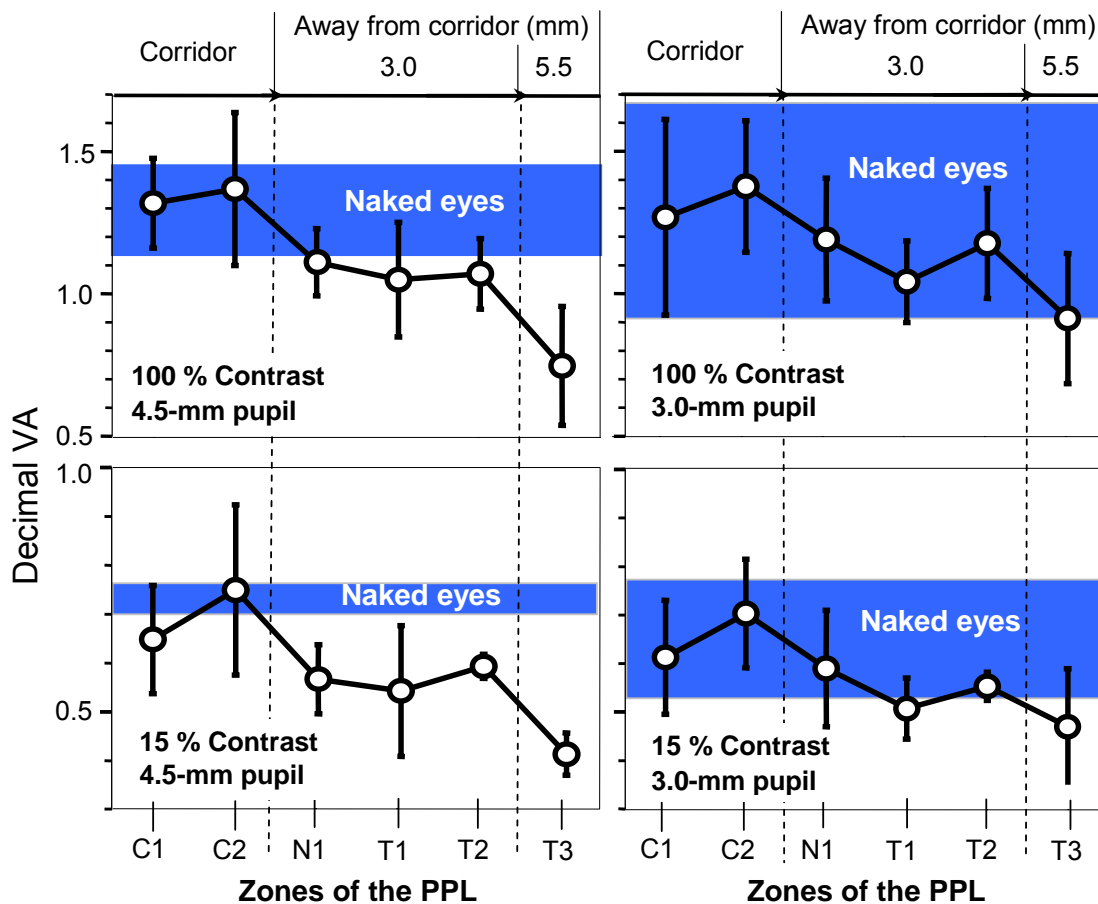 Corridor
Away from corridor (mm)
3.0
5.5
Corridor
Away from corridor (mm)
3.0
5.5
Decimal VA
1.5
1.0
0.5
Naked eyes
100 % Contrast
4.5-mm pupil
Naked eyes
100 % Contrast
3.0-mm pupil
1.0
0.5
Naked eyes
15 % Contrast
4.5-mm pupil
Naked eyes
15 % Contrast
3.0-mm pupil
C1 C2 N1 T1 T2 T3
C1 C2 N1 T1 T2 T3
Zones of the PPL
Zones of the PPL